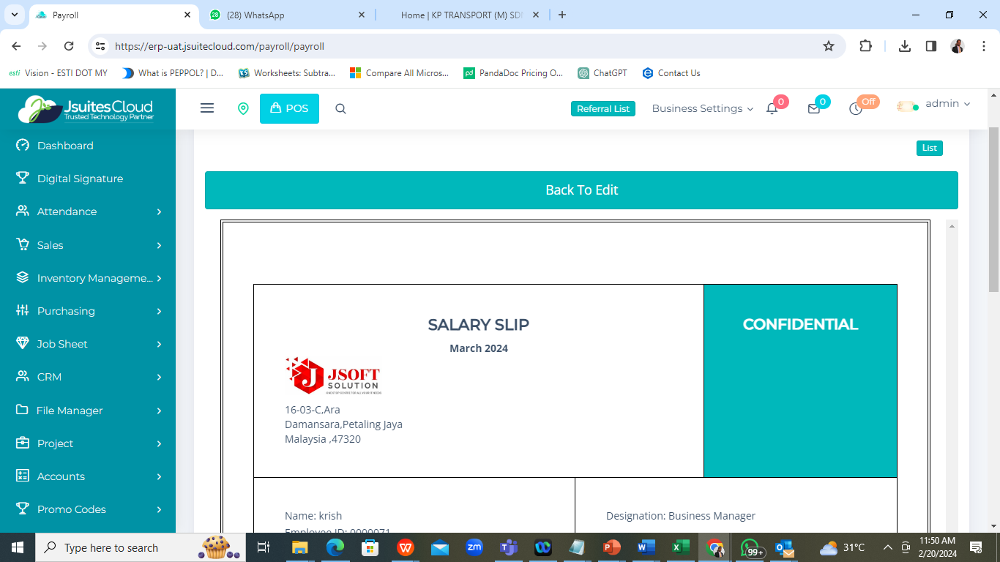 Payroll
(28) WhatsApp
Home | KP TRANSPORT (M) SD
https://erp-uat.jsuitecloud.com/payroll/payroll
esti Vision - ESTI DOT MY
What is PEPPOL? | D...
Worksheets: Subtra...
Compare All Micros...
pd PandaDoc Pricing O...
ChatGPT
Contact Us
JsuitesCloud
Trusted Technology Partner
POS
Referral List
Business Settings
0
0
Off
admin
Dashboard
Digital Signature
Attendance
Sales
Inventory Manageme...
Purchasing
Job Sheet
CRM
File Manager
Project
Accounts
Promo Codes
List
Back To Edit
SALARY SLIP
March 2024
CONFIDENTIAL
JSOFT
SOLUTION
16-03-C,Ara
Damansara,Petaling Jaya
Malaysia ,47320
Name: krish
Designation: Business Manager
Employee ID: 0000071
Type here to search
99+
31°C
11:50 AM
2/20/2024